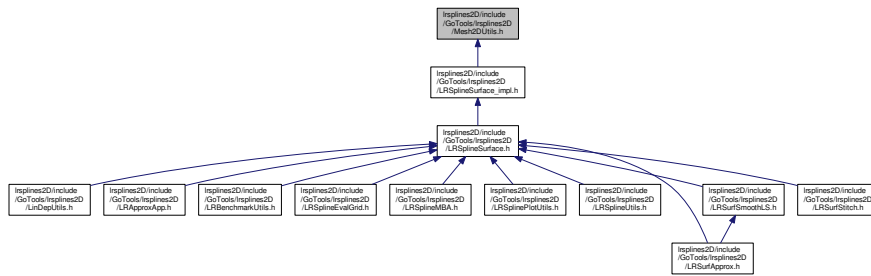 lrsplines2D/include
/GoTools/lrsplines2D
/Mesh2DUtils.h
lrsplines2D/include
/GoTools/lrsplines2D
/LRSplineSurface_impl.h
lrsplines2D/include
/GoTools/lrsplines2D
/LRSplineSurface.h
lrsplines2D/include
/GoTools/lrsplines2D
/LinDepUtils.h
lrsplines2D/include
/GoTools/lrsplines2D
/LRApproxApp.h
lrsplines2D/include
/GoTools/lrsplines2D
/LRBenchmarkUtils.h
lrsplines2D/include
/GoTools/lrsplines2D
/LRSplineEvalGrid.h
lrsplines2D/include
/GoTools/lrsplines2D
/LRSplineMBA.h
lrsplines2D/include
/GoTools/lrsplines2D
/LRSplinePlotUtils.h
lrsplines2D/include
/GoTools/lrsplines2D
/LRSplineUtils.h
lrsplines2D/include
/GoTools/lrsplines2D
/LRSurfSmoothLS.h
lrsplines2D/include
/GoTools/lrsplines2D
/LRSurfStitch.h
lrsplines2D/include
/GoTools/lrsplines2D
/LRSurfApprox.h